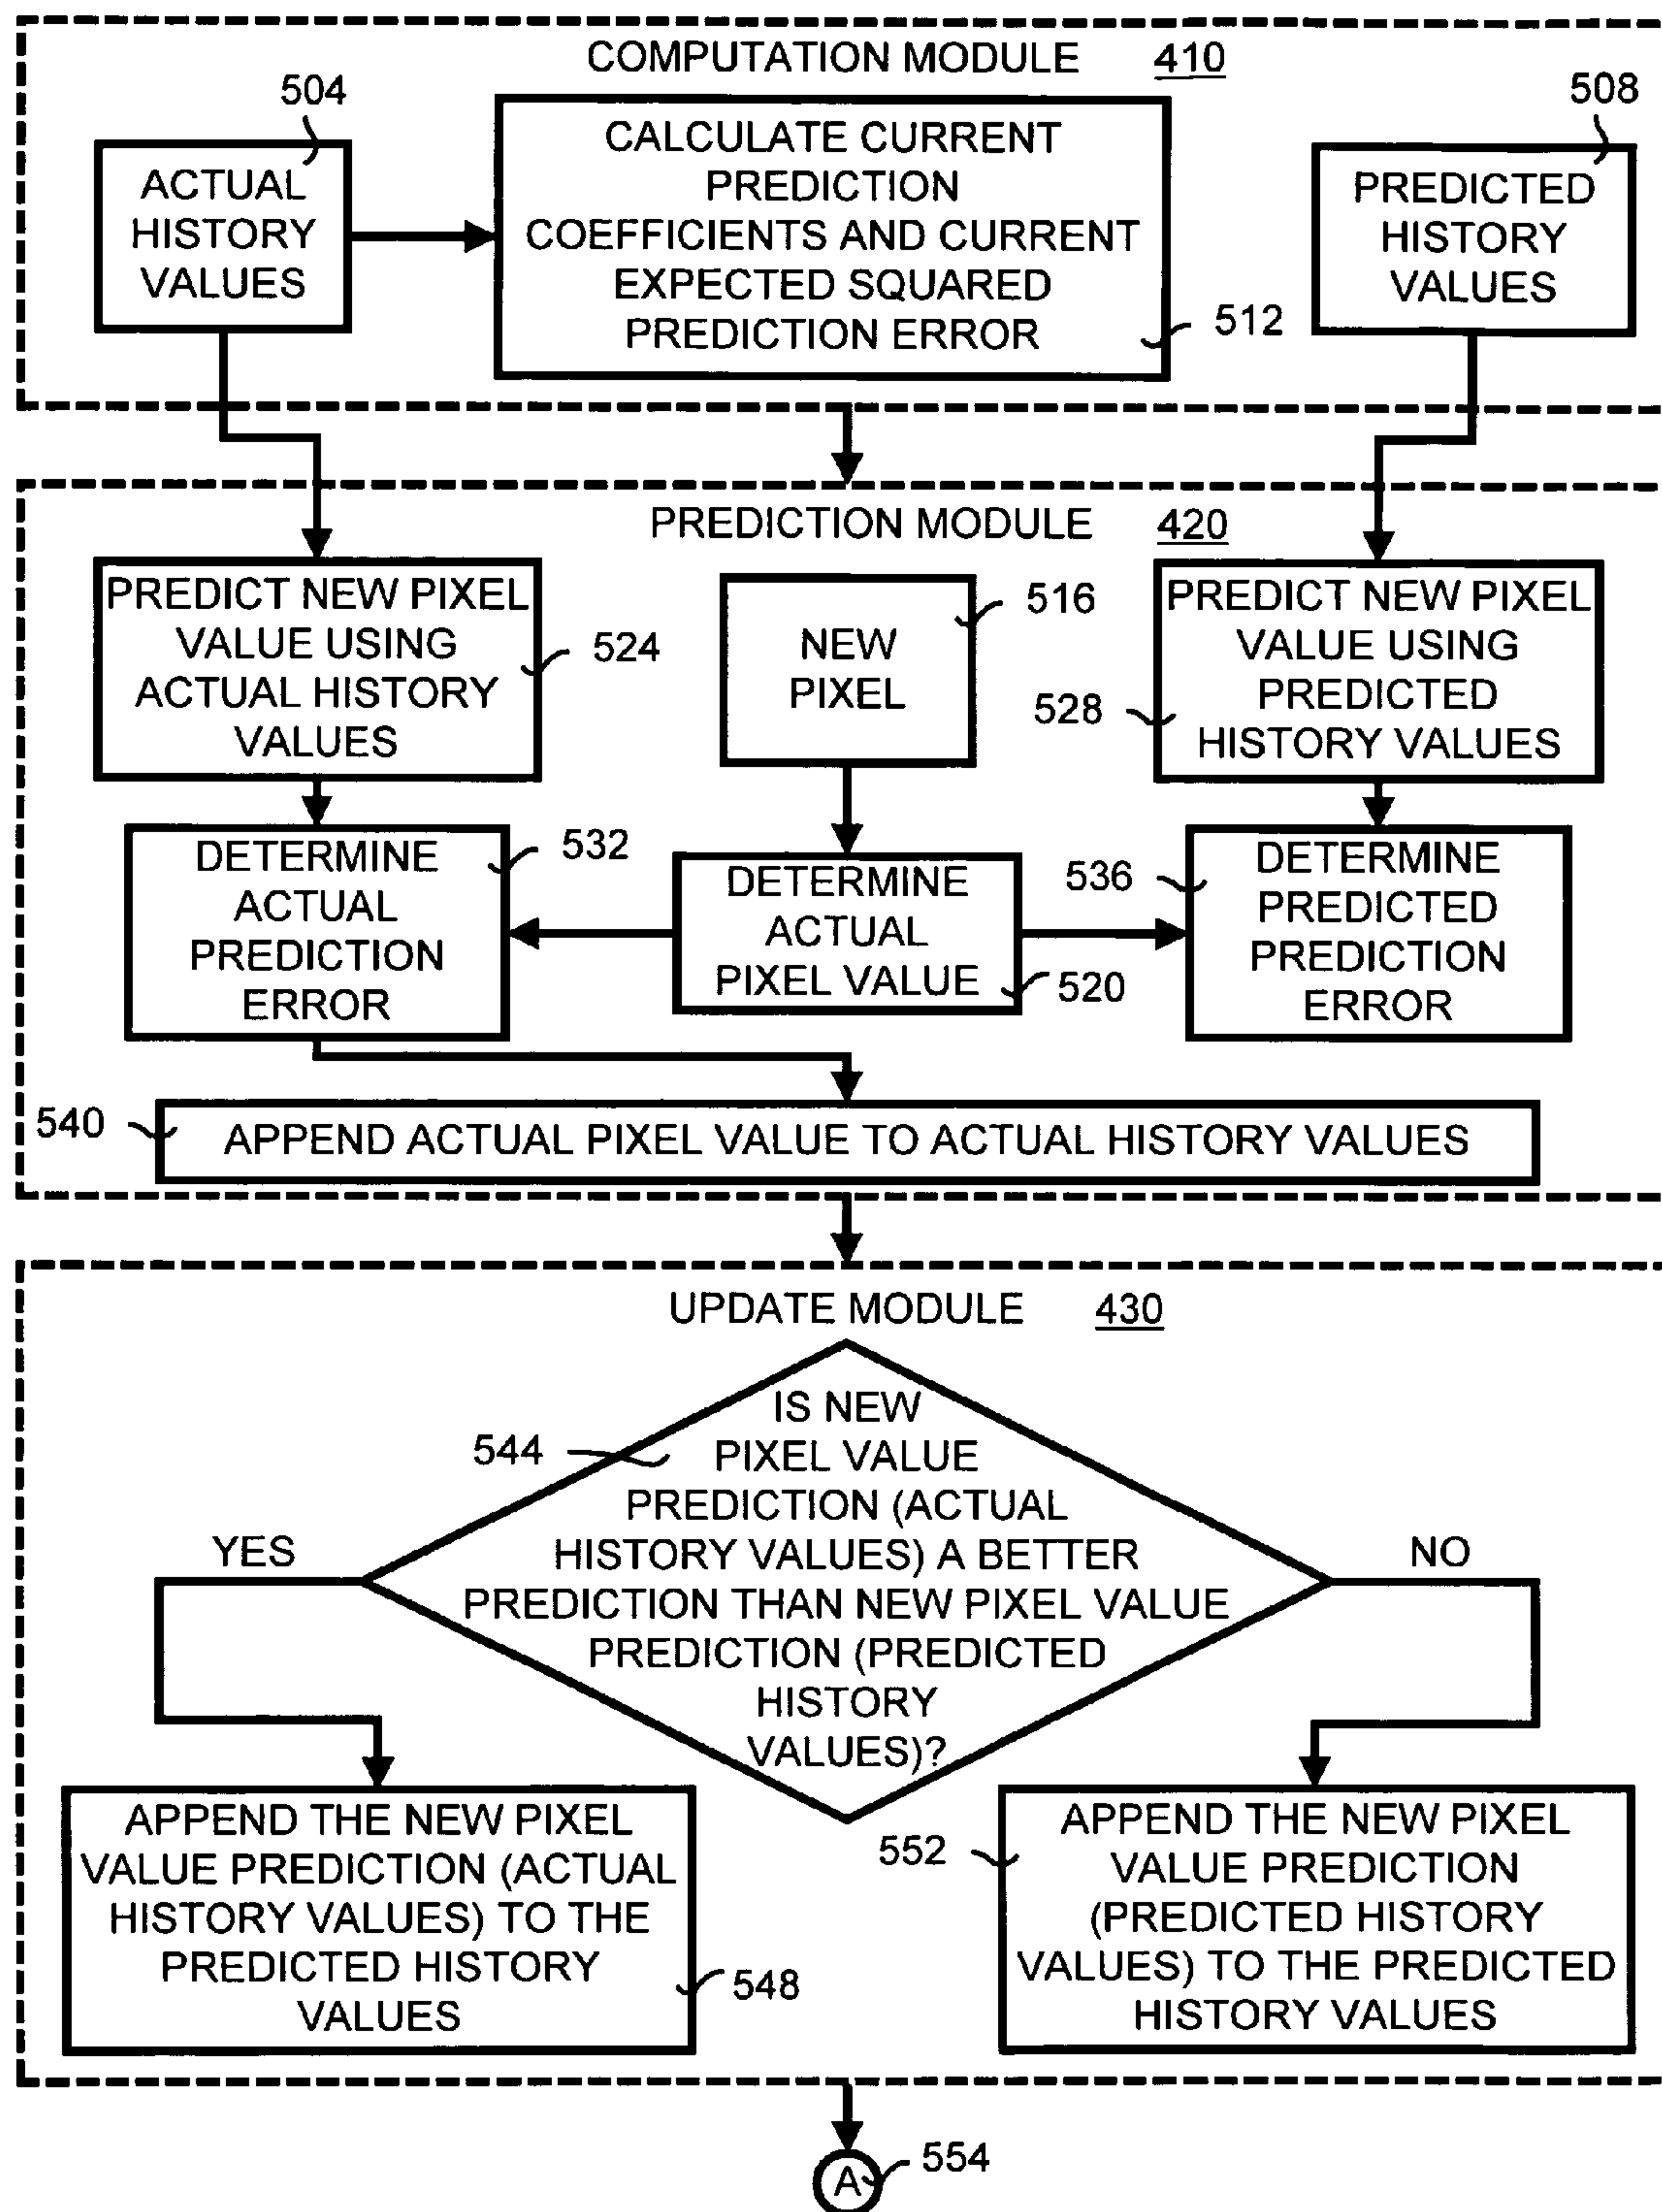 COMPUTATION MODULE 410
504
508
ACTUAL
HISTORY
VALUES
CALCULATE CURRENT
PREDICTION
COEFFICIENTS AND CURRENT
EXPECTED SQUARED
PREDICTION ERROR
512
PREDICTED
HISTORY
VALUES
PREDICTION MODULE 420
PREDICT NEW PIXEL
VALUE USING
ACTUAL HISTORY
VALUES
524
NEW
PIXEL
516
PREDICT NEW PIXEL
VALUE USING
PREDICTED
HISTORY VALUES
528
DETERMINE
ACTUAL
PREDICTION
ERROR
532
DETERMINE
ACTUAL
PIXEL VALUE
520
536
DETERMINE
PREDICTED
PREDICTION
ERROR
540
APPEND ACTUAL PIXEL VALUE TO ACTUAL HISTORY VALUES
UPDATE MODULE 430
544
IS NEW
PIXEL VALUE
PREDICTION (ACTUAL
HISTORY VALUES) A BETTER
PREDICTION THAN NEW PIXEL VALUE
PREDICTION (PREDICTED
HISTORY
VALUES)?
YES
NO
APPEND THE NEW PIXEL
VALUE PREDICTION (ACTUAL
HISTORY VALUES) TO THE
PREDICTED HISTORY
VALUES
548
552
APPEND THE NEW PIXEL
VALUE PREDICTION
(PREDICTED HISTORY
VALUES) TO THE PREDICTED
HISTORY VALUES
A
554